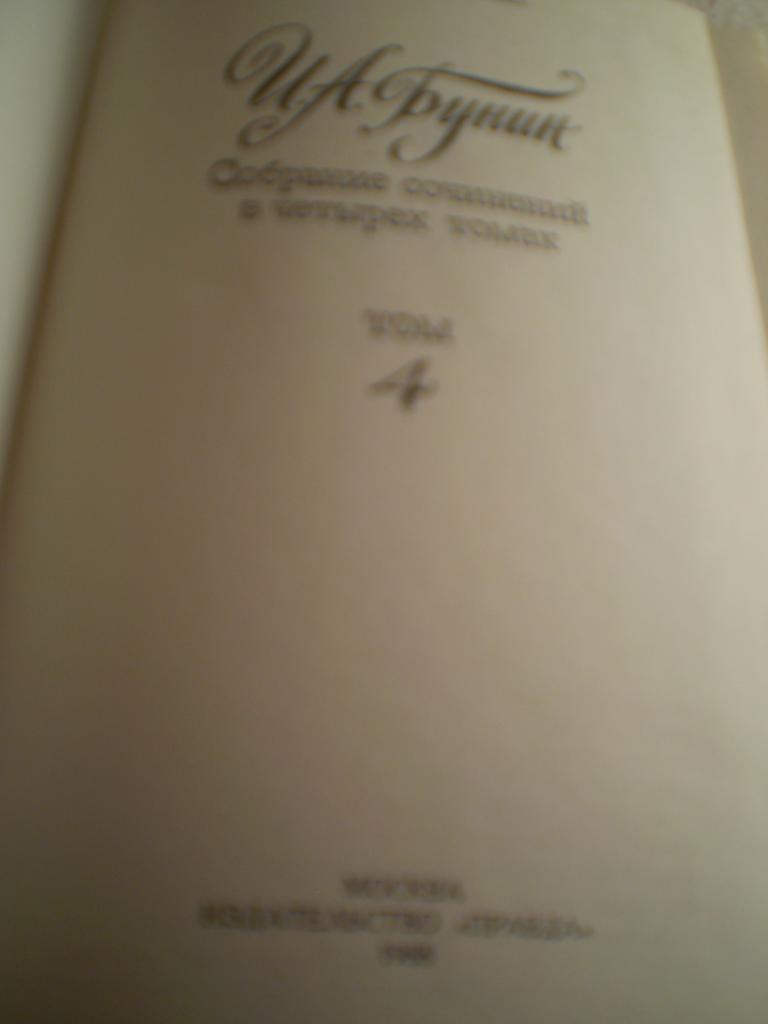 И.А.Бунин
Собрание сочинений
в четырех томах
ТОМ
4
МОСКВА
ИЗДАТЕЛЬСТВО «ПРАВДА»